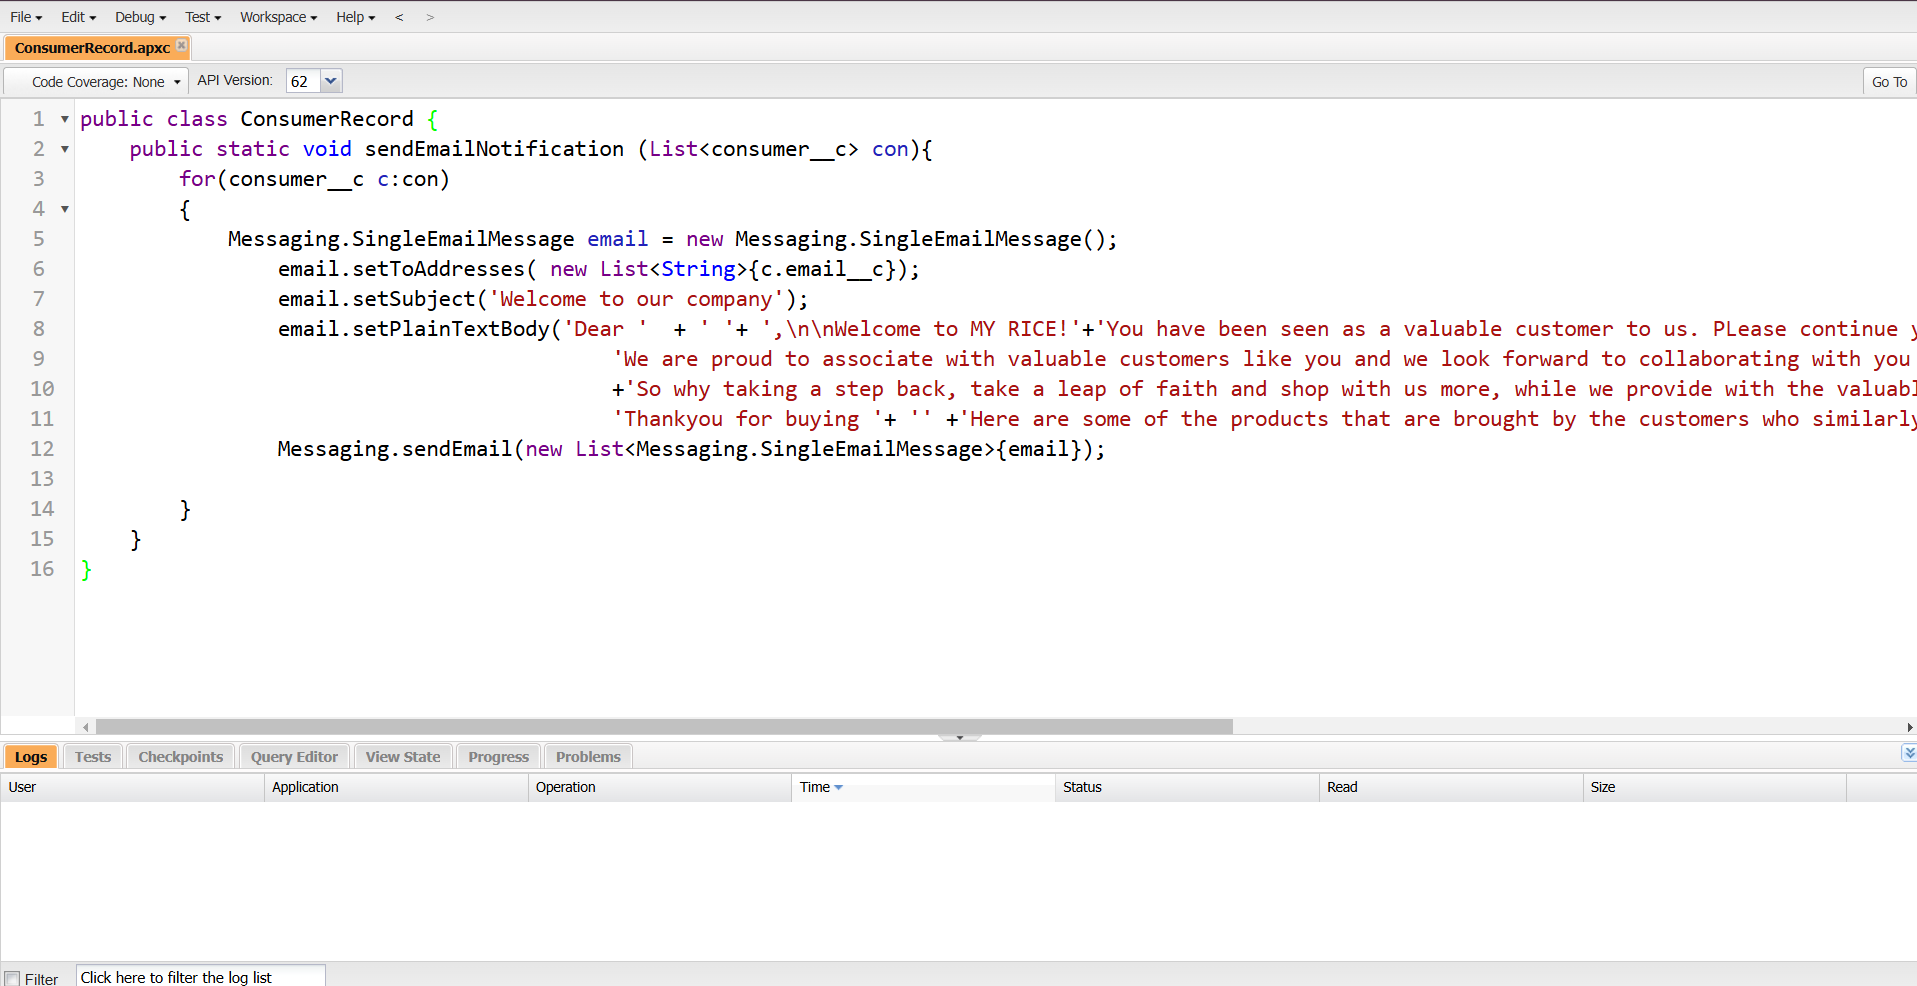 File Edit Debug Test Workspace Help < >
ConsumerRecord.apxc
Code Coverage: None API Version: 62 Go To
1 public class ConsumerRecord {
2 public static void sendEmailNotification (List<consumer__c> con){
3 for(consumer__c c:con)
4 {
5 Messaging.SingleEmailMessage email = new Messaging.SingleEmailMessage();
6 email.setToAddresses( new List<String>{c.email__c});
7 email.setSubject('Welcome to our company');
8 email.setPlainTextBody('Dear ' + ' '+ ',\n\nWelcome to MY RICE!'+'You have been seen as a valuable customer to us. PLease continue
9 'We are proud to associate with valuable customers like you and we look forward to collaborating with you
10 +'So why taking a step back, take a leap of faith and shop with us more, while we provide with the
11 'Thankyou for buying '+ '' +'Here are some of the products that are brought by the customers who similarly
12 Messaging.sendEmail(new List<Messaging.SingleEmailMessage>{email});
13
14 }
15 }
16 }
Logs Tests Checkpoints Query Editor View State Progress Problems
User Application Operation Time Status Read Size
Filter Click here to filter the log list